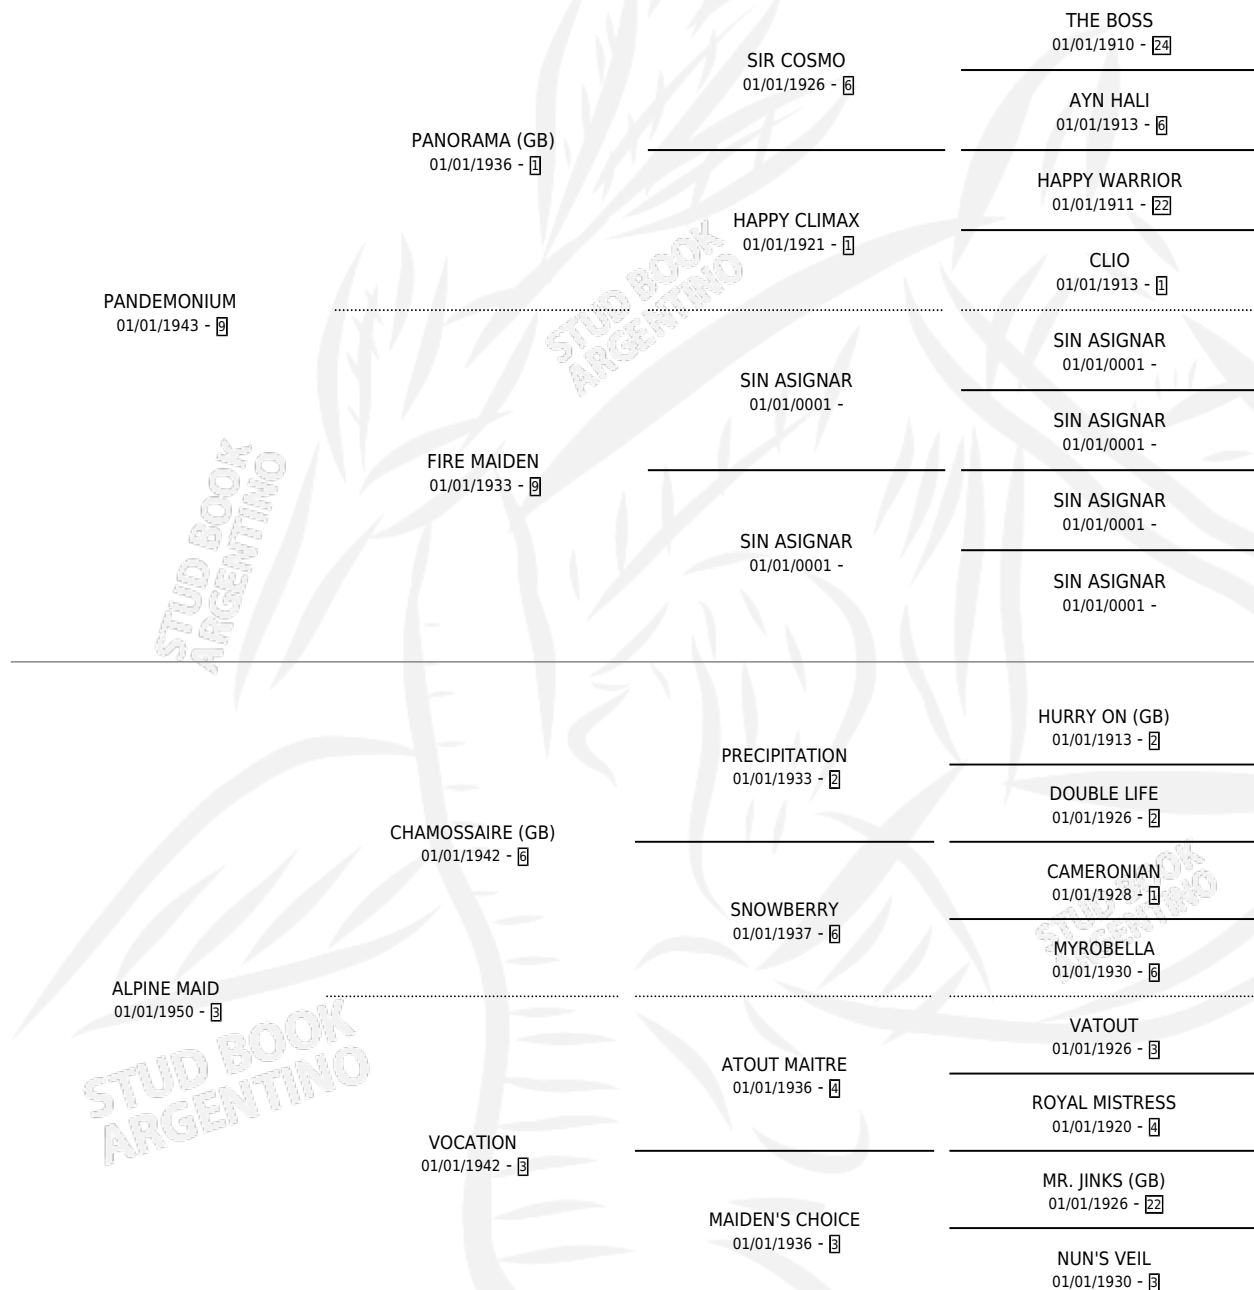 THE BOSS
01/01/1910 - 24
SIR COSMO
01/01/1926 - 6
AYN HALI
01/01/1913 - 6
PANORAMA (GB)
01/01/1936 - 1
HAPPY WARRIOR
01/01/1911 - 22
HAPPY CLIMAX
01/01/1921 - 1
CLIO
01/01/1913 - 1
PANDEMONIUM
01/01/1943 - 9
SIN ASIGNAR
01/01/0001 -
SIN ASIGNAR
01/01/0001 -
SIN ASIGNAR
01/01/0001 -
FIRE MAIDEN
01/01/1933 - 9
SIN ASIGNAR
01/01/0001 -
SIN ASIGNAR
01/01/0001 -
SIN ASIGNAR
01/01/0001 -
STUD BOOK
ARGENTINO
STUD BOOK
ARGENTINO
HURRY ON (GB)
01/01/1913 - 2
PRECIPITATION
01/01/1933 - 2
DOUBLE LIFE
01/01/1926 - 2
CHAMOSSAIRE (GB)
01/01/1942 - 6
CAMERONIAN
01/01/1928 - 1
SNOWBERRY
01/01/1937 - 6
MYROBELLA
01/01/1930 - 6
ALPINE MAID
01/01/1950 - 3
VATOUT
01/01/1926 - 3
ATOUT MAITRE
01/01/1936 - 4
ROYAL MISTRESS
01/01/1920 - 4
VOCATION
01/01/1942 - 3
MR. JINKS (GB)
01/01/1926 - 22
MAIDEN'S CHOICE
01/01/1936 - 3
NUN'S VEIL
01/01/1930 - 3
STUD BOOK
ARGENTINO
STUD BOOK
ARGENTINO